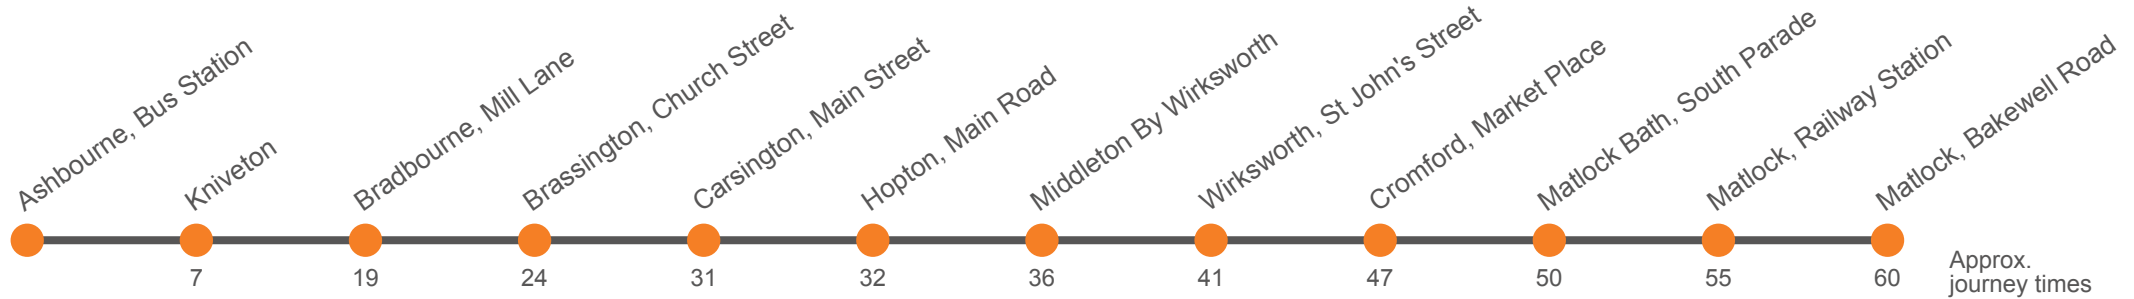 Ashbourne, Bus Station
Kniveton
Bradbourne, Mill Lane
Brassington, Church Street
Carsington, Main Street
Hopton, Main Road
Middleton By Wirksworth
Wirksworth, St John's Street
Cromford, Market Place
Matlock Bath, South Parade
Matlock, Railway Station
Matlock, Bakewell Road
7 19 24 31 32 36 41 47 50 55 60
Approx.
journey times